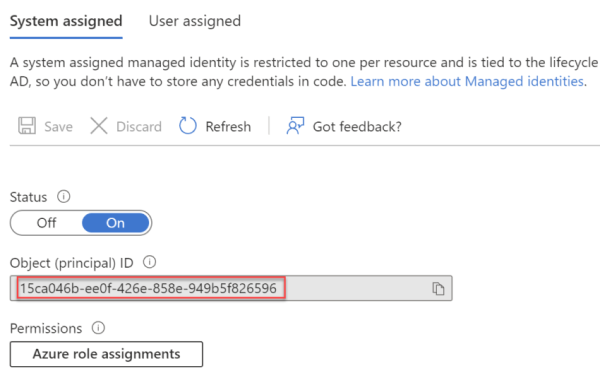 System assigned User assigned
A system assigned managed identity is restricted to one per resource and is tied to the lifecycle
AD, so you don't have to store any credentials in code. Learn more about Managed identities.
Save Discard Refresh Got feedback?
Status
Off On
Object (principal) ID
15ca046b-ee0f-426e-858e-949b5f826596
Permissions
Azure role assignments